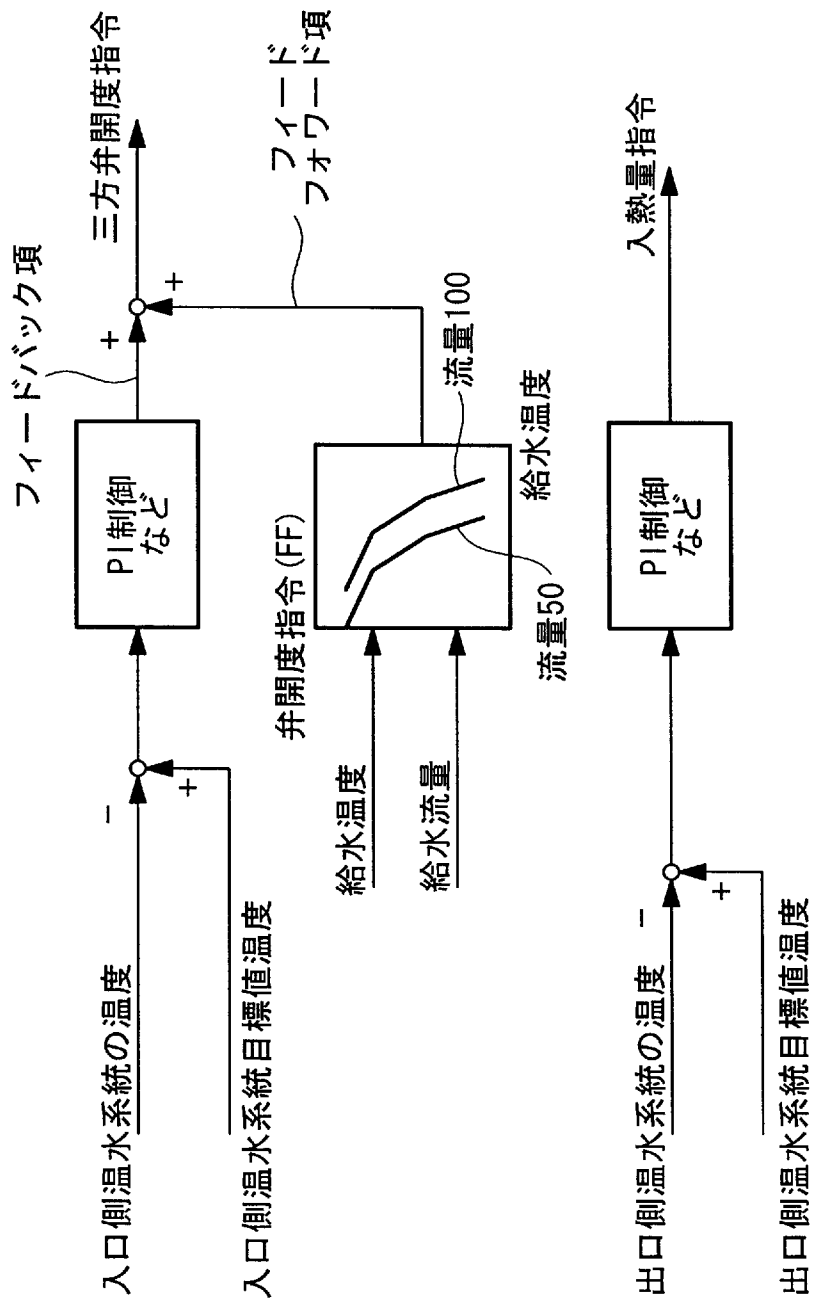 フィードバック項
三方弁開度指令
+
+
フィード
フォワード項
PI制御
など
入口側温水系統の温度
−
+
入口側温水系統目標値温度
弁開度指令(FF)
給水温度
給水流量
流量50
流量100
給水温度
入熱量指令
PI制御
など
出口側温水系統の温度
−
+
出口側温水系統目標値温度